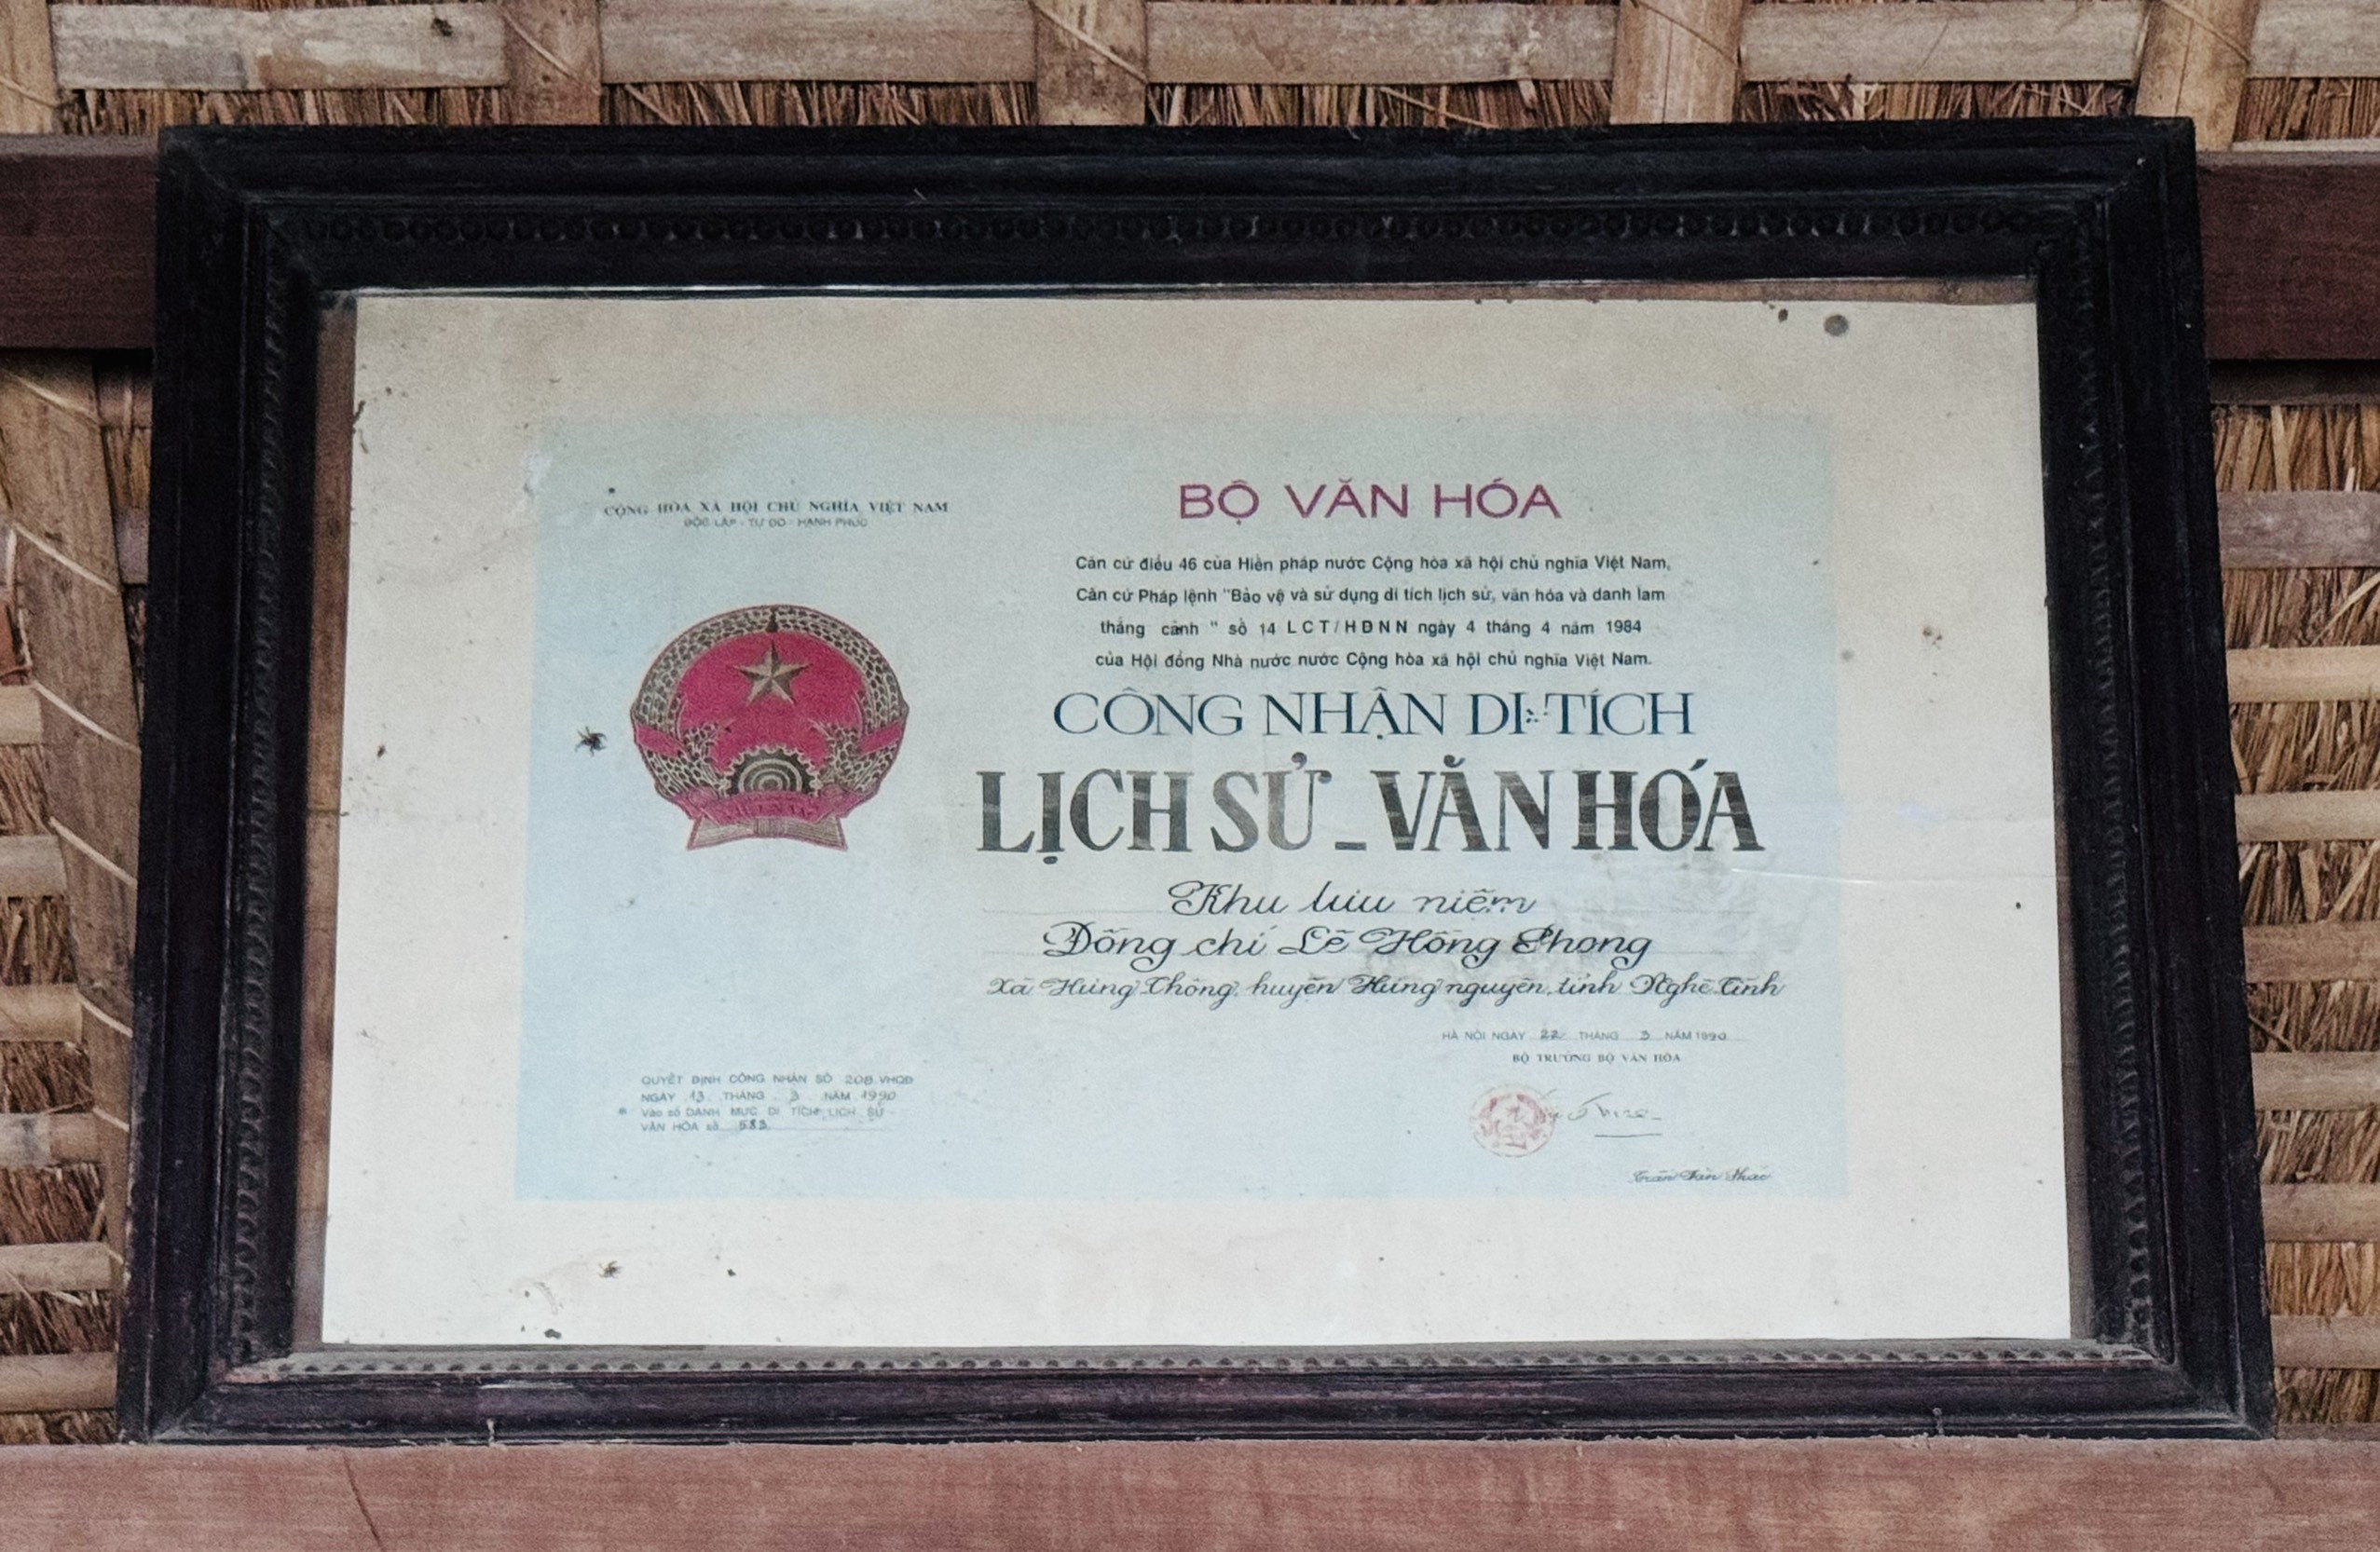 CỘNG HÒA XÃ HỘI CHỦ NGHĨA VIỆT NAM
ĐỘC LẬP - TỰ DO - HẠNH PHÚC
VIỆT NAM
QUYẾT ĐỊNH CÔNG NHẬN SỐ 208 VHQĐ
NGÀY 13 THÁNG 3 NĂM 1990
Vào sổ DANH MỤC DI TÍCH LỊCH SỬ -
VĂN HÓA số 583
BỘ VĂN HÓA
Căn cứ điều 46 của Hiến pháp nước Cộng hòa xã hội chủ nghĩa Việt Nam,
Căn cứ Pháp lệnh "Bảo vệ và sử dụng di tích lịch sử, văn hóa và danh lam
thắng cảnh " số 14 LCT/HĐNN ngày 4 tháng 4 năm 1984
của Hội đồng Nhà nước nước Cộng hòa xã hội chủ nghĩa Việt Nam.
CÔNG NHẬN DI TÍCH
LỊCH SỬ _ VĂN HÓA
Khu lưu niệm
Đồng chí Lê Hồng Phong
Xã Hưng Thông, huyện Hưng nguyên, tỉnh Nghệ Tĩnh
HÀ NỘI NGÀY 22 THÁNG 3 NĂM 1990
BỘ TRƯỞNG BỘ VĂN HÓA
Trần Văn